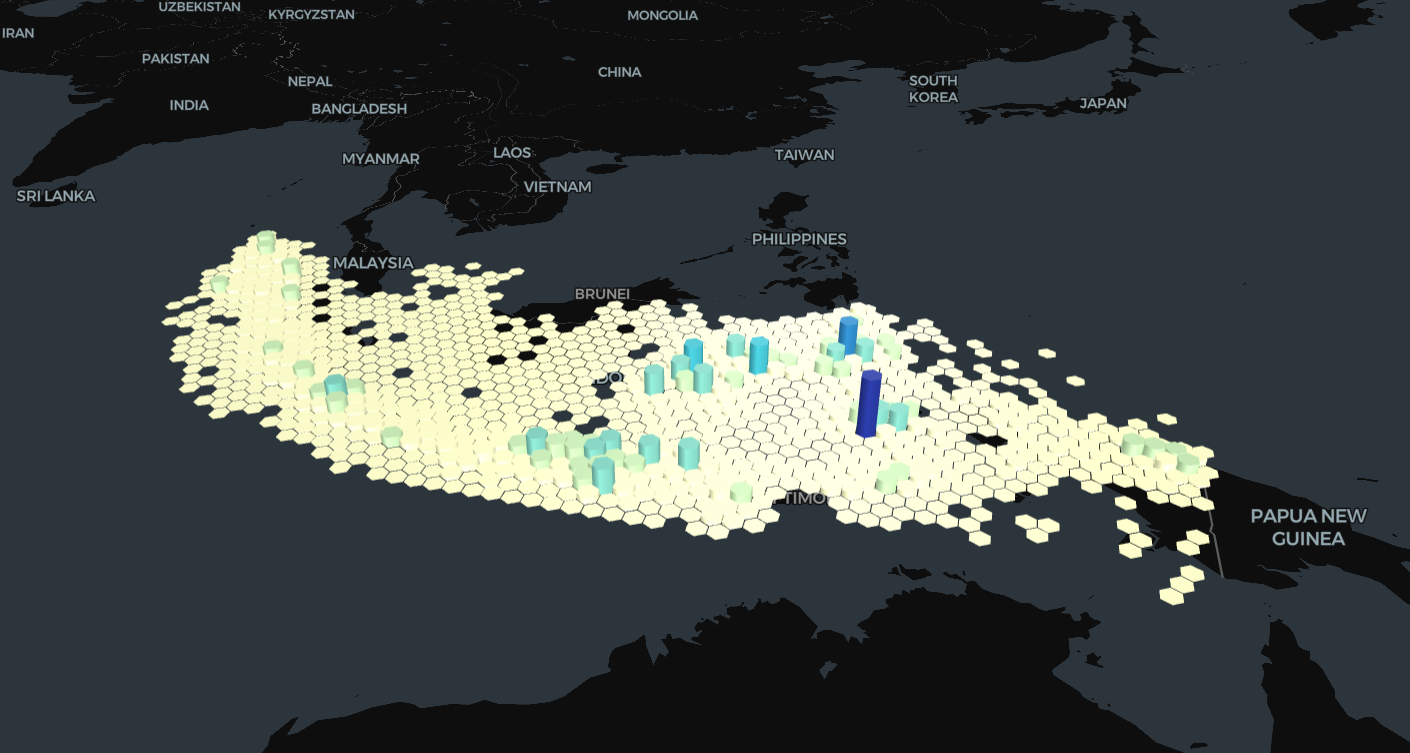 UZBEKISTAN
KYRGYZSTAN
MONGOLIA
IRAN
PAKISTAN
CHINA
NEPAL
SOUTH
KOREA
INDIA
BANGLADESH
JAPAN
MYANMAR
LAOS
TAIWAN
VIETNAM
SRI LANKA
PHILIPPINES
MALAYSIA
BRUNEI
DO
TIMO
PAPUA NEW
GUINEA